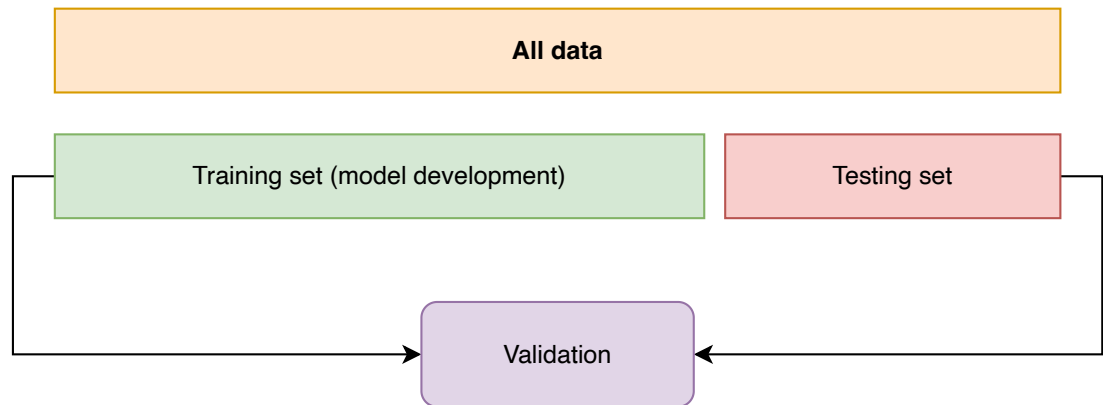 All data
Training set (model development)
Testing set
Validation